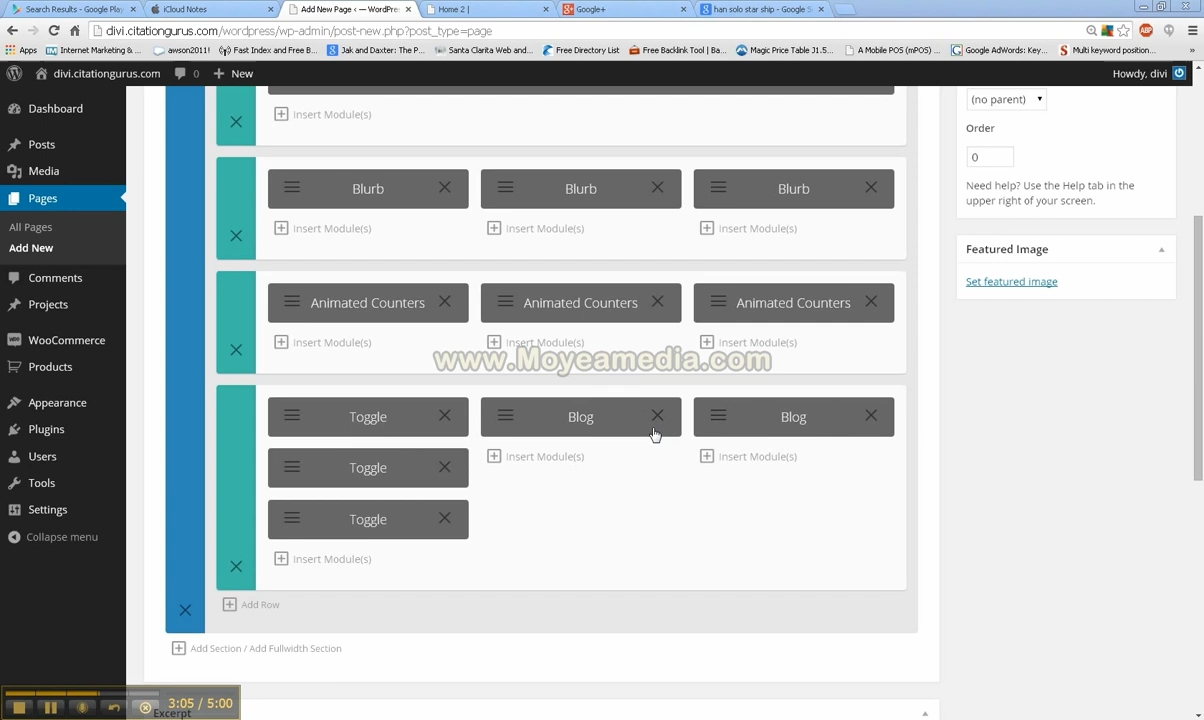 Search Results - Google Play
iCloud Notes
Add New Page ‹ — WordPres
Home 2 |
Google+
han solo star ship - Google S
divi.citationgurus.com/wordpress/wp-admin/post-new.php?post_type=page
Apps
Internet Marketing &...
awson2011!
Fast Index and Free B...
Jak and Daxter: The P...
Santa Clarita Web and...
Free Directory List
Free Backlink Tool | Ba...
Magic Price Table J1.5...
A Mobile POS (mPOS) ...
Google AdWords: Key...
Multi keyword position...
divi.citationgurus.com
0
New
Howdy, divi
Dashboard
Posts
Media
Pages
All Pages
Add New
Comments
Projects
WooCommerce
Products
Appearance
Plugins
Users
Tools
Settings
Collapse menu
Insert Module(s)
Blurb
Blurb
Blurb
Insert Module(s)
Insert Module(s)
Insert Module(s)
Animated Counters
Animated Counters
Animated Counters
Insert Module(s)
Insert Module(s)
Insert Module(s)
www.Moyeamedia.com
Toggle
Blog
Blog
Insert Module(s)
Insert Module(s)
Toggle
Toggle
Insert Module(s)
Add Row
Add Section / Add Fullwidth Section
(no parent)
Order
0
Need help? Use the Help tab in the
upper right of your screen.
Featured Image
Set featured image
3:05 / 5:00
Excerpt